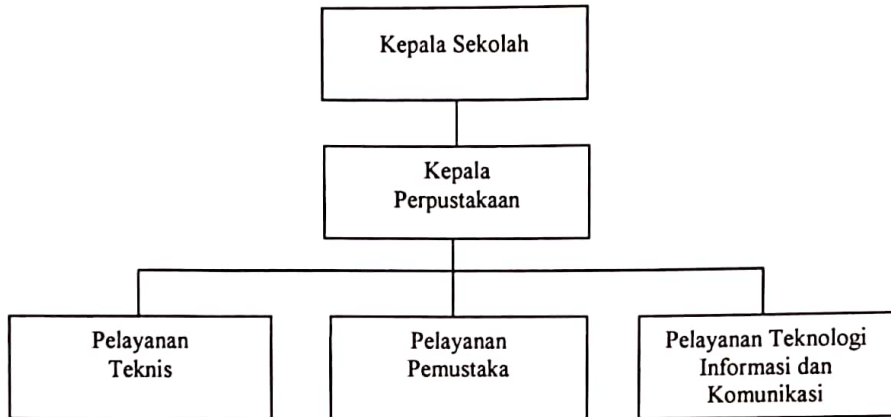 Kepala Sekolah
Kepala
Perpustakaan
Pelayanan
Teknis
Pelayanan
Pemustaka
Pelayanan Teknologi
Informasi dan
Komunikasi